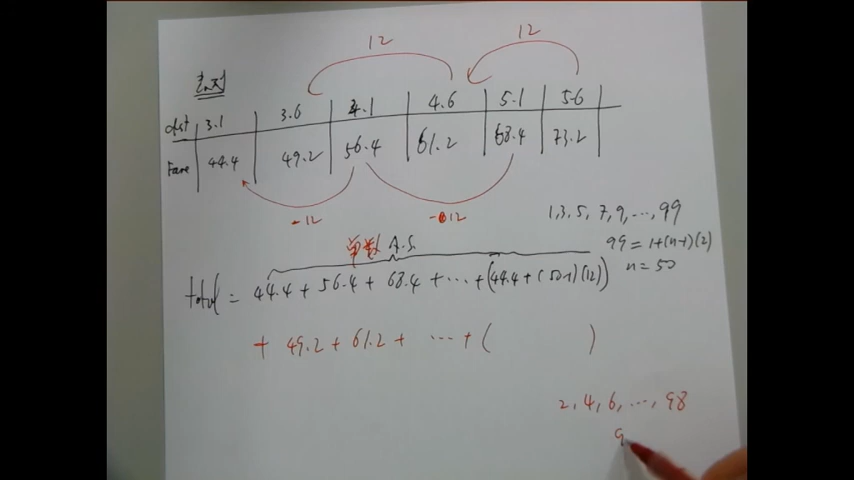 12 12
dist 3.1 3.6 4.1 4.6 5.1 5.6
Fare 44.4 49.2 56.4 61.2 68.4 73.2
-12 -12
1, 3, 5, 7, 9, ..., 99
99 = 1+(n-1)(2)
n = 50
單数 A.S.
total = 44.4 + 56.4 + 68.4 + ... + (44.4 + (50-1)(12))
+ 49.2 + 61.2 + ... + ( )
2, 4, 6, ..., 98
9